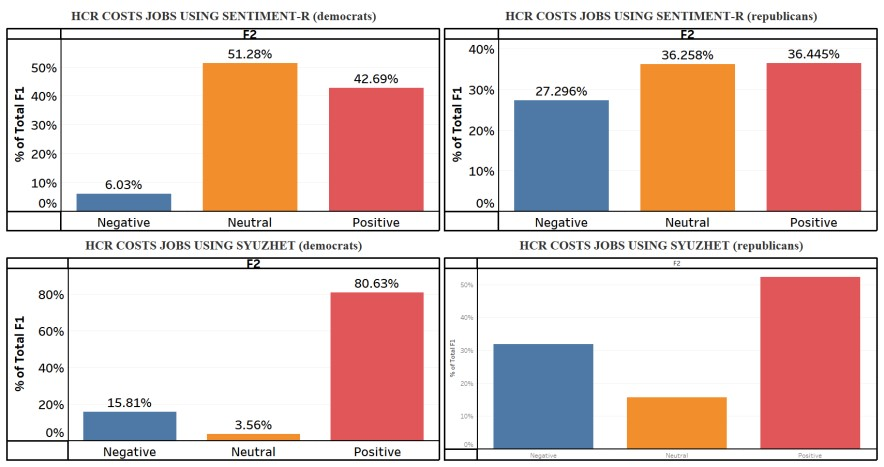 HCR COSTS JOBS USING SENTIMENT-R (democrats)
F2
% of Total F1
50%
40%
30%
20%
10%
0%
6.03%
51.28%
42.69%
Negative Neutral Positive
HCR COSTS JOBS USING SENTIMENT-R (republicans)
F2
% of Total F1
40%
30%
20%
10%
0%
27.296%
36.258%
36.445%
Negative Neutral Positive
HCR COSTS JOBS USING SYUZHET (democrats)
F2
% of Total F1
80%
60%
40%
20%
0%
15.81%
3.56%
80.63%
Negative Neutral Positive
HCR COSTS JOBS USING SYUZHET (republicans)
F2
% of Total F1
50%
40%
30%
20%
10%
0%
Negative Neutral Positive